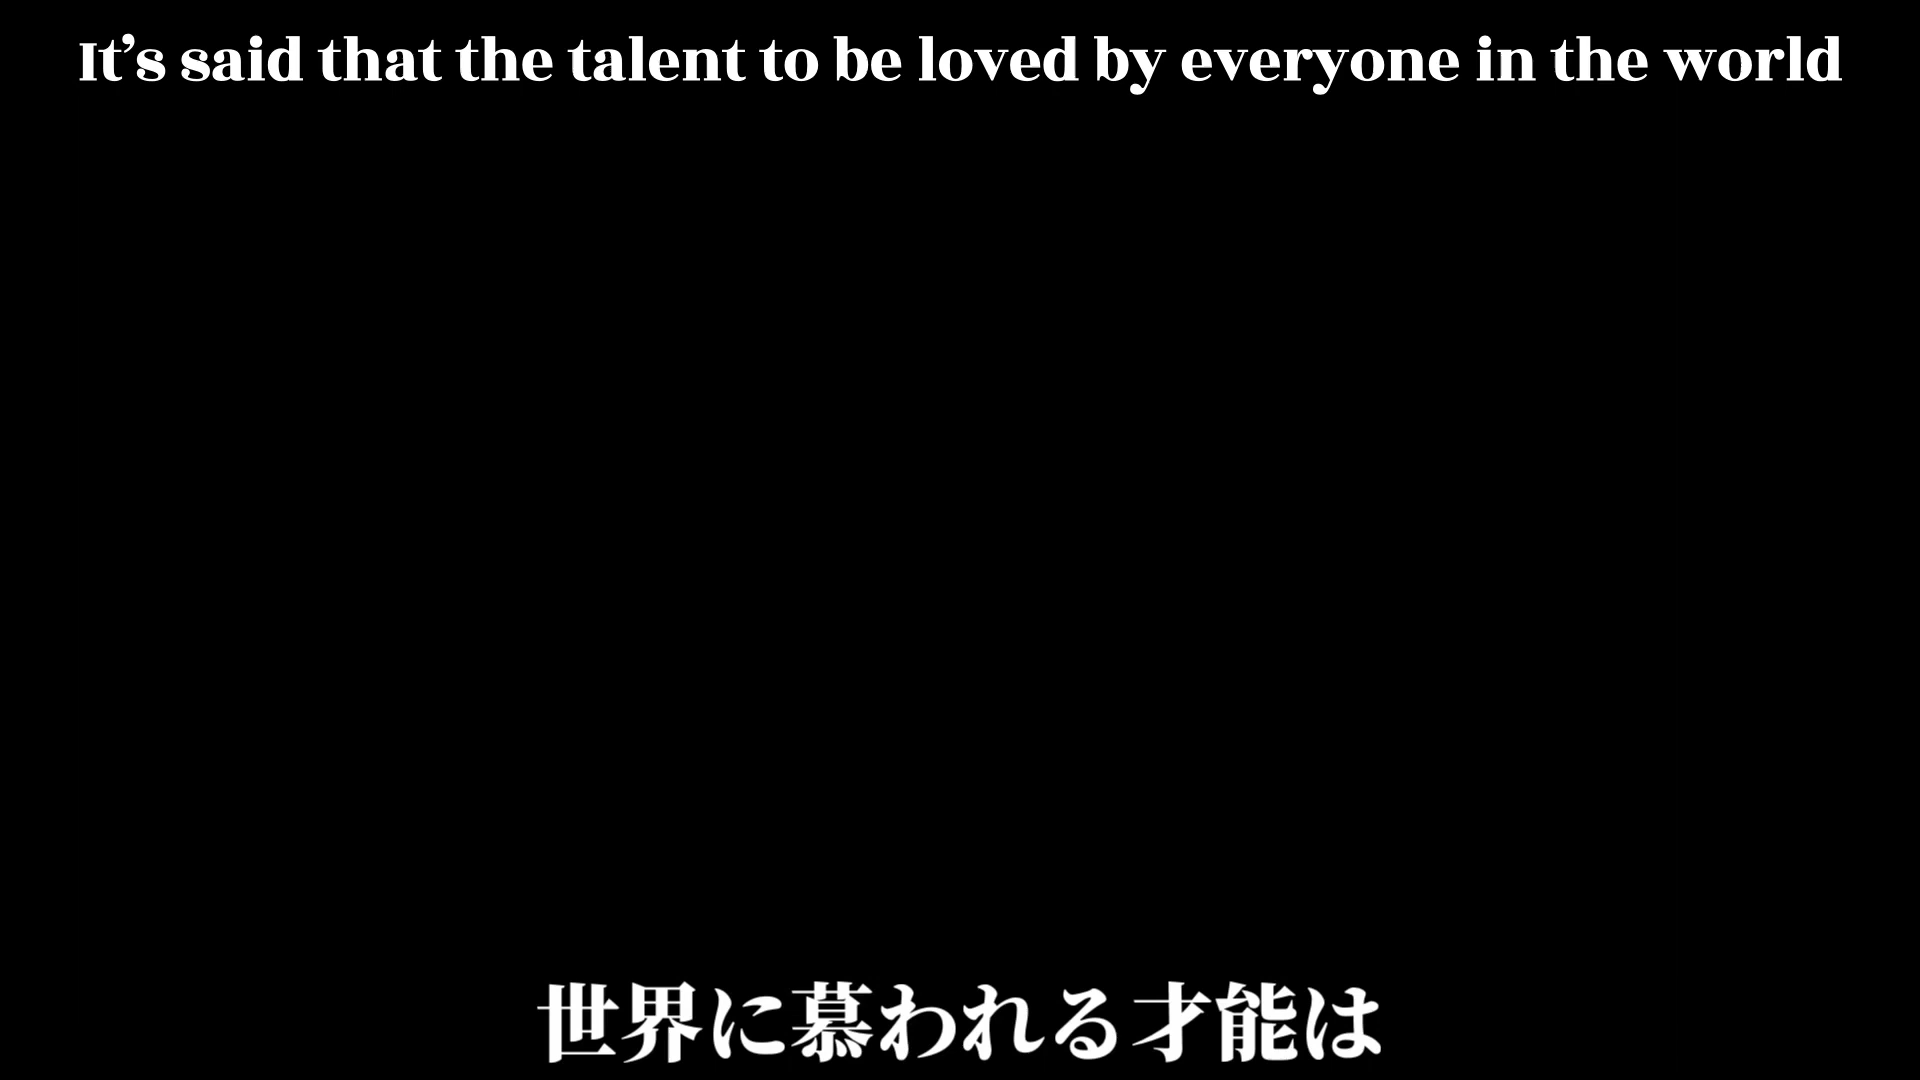 It’s said that the talent to be loved by everyone in the world
世界に慕われる才能は